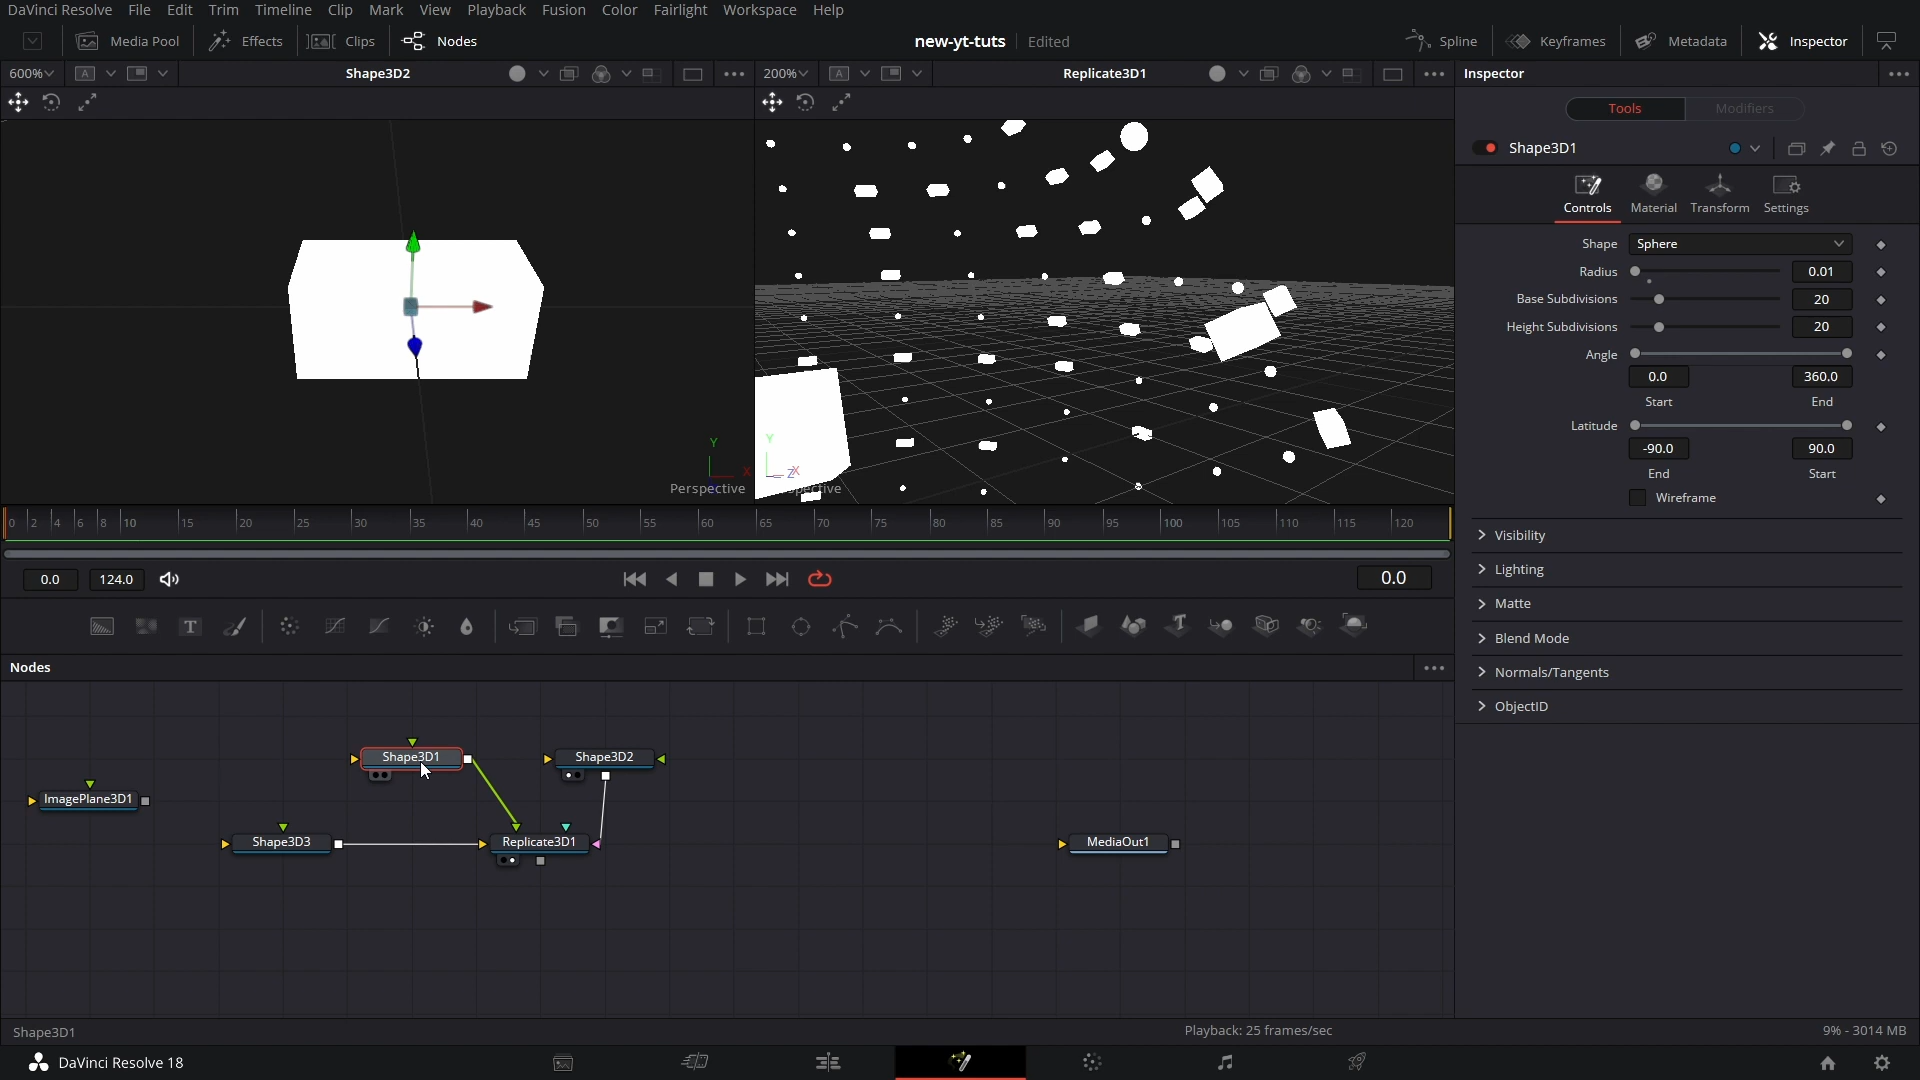 DaVinci Resolve File Edit Trim Timeline Clip Mark View Playback Fusion Color Fairlight Workspace Help
Media Pool Effects Clips Nodes new-yt-tuts Edited Spline Keyframes Metadata Inspector
600% A Shape3D2 200% A Replicate3D1 Inspector
Tools Modifiers
Shape3D1
Controls Material Transform Settings
Shape Sphere
Radius 0.01
Base Subdivisions 20
Height Subdivisions 20
Angle
0.0 360.0
Start End
Latitude
-90.0 90.0
End Start
Wireframe
Visibility
Lighting
Matte
Blend Mode
Normals/Tangents
ObjectID
Y Y
X Z X
Perspective
0 2 4 6 8 10 15 20 25 30 35 40 45 50 55 60 65 70 75 80 85 90 95 100 105 110 115 120
0.0 124.0 0.0
T T
Nodes
Shape3D1 Shape3D2
ImagePlane3D1
Shape3D3 Replicate3D1 MediaOut1
Shape3D1 Playback: 25 frames/sec 9% - 3014 MB
DaVinci Resolve 18